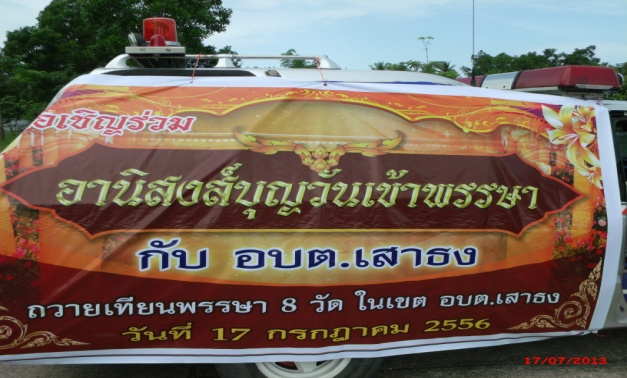 อเชิญร่วม
อานิสงส์บุญวันเข้าพรรษา
กับ อบต.เสาธง
ถวายเทียนพรรษา 8 วัด ในเขต อบต.เสาธง
วันที่ 17 กรกฎาคม 2556
17/07/2013